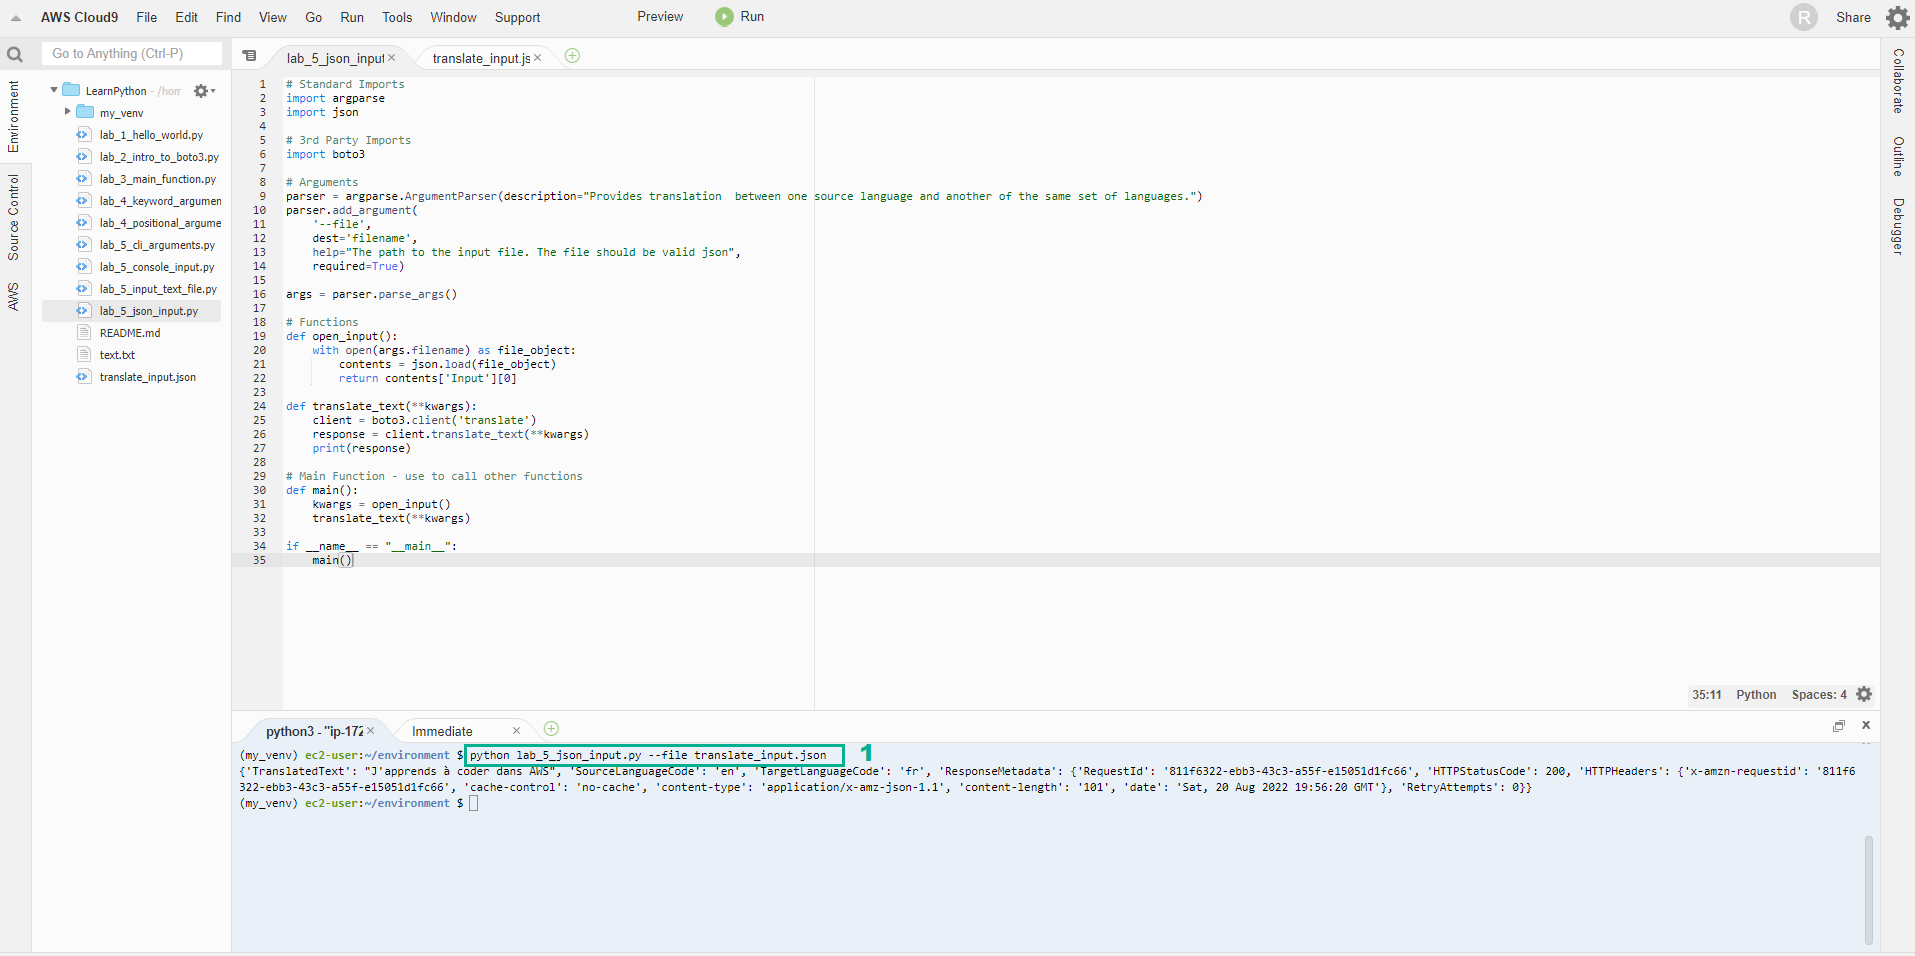 AWS Cloud9 File Edit Find View Go Run Tools Window Support Preview Run R Share
Go to Anything (Ctrl-P)
lab_5_json_input
translate_input.js
Environment
Source Control
AWS
LearnPython - /hom
my_venv
lab_1_hello_world.py
lab_2_intro_to_boto3.py
lab_3_main_function.py
lab_4_keyword_argumen
lab_4_positional_argume
lab_5_cli_arguments.py
lab_5_console_input.py
lab_5_input_text_file.py
lab_5_json_input.py
README.md
text.txt
translate_input.json
1 # Standard Imports
2 import argparse
3 import json
4
5 # 3rd Party Imports
6 import boto3
7
8 # Arguments
9 parser = argparse.ArgumentParser(description="Provides translation  between one source language and another of the same set of languages.")
10 parser.add_argument(
11     '--file',
12     dest='filename',
13     help="The path to the input file. The file should be valid json",
14     required=True)
15
16 args = parser.parse_args()
17
18 # Functions
19 def open_input():
20     with open(args.filename) as file_object:
21         contents = json.load(file_object)
22         return contents['Input'][0]
23
24 def translate_text(**kwargs):
25     client = boto3.client('translate')
26     response = client.translate_text(**kwargs)
27     print(response)
28
29 # Main Function - use to call other functions
30 def main():
31     kwargs = open_input()
32     translate_text(**kwargs)
33
34 if __name__ == "__main__":
35     main()
35:11 Python Spaces: 4
Collaborate
Outline
Debugger
python3 - "ip-172
Immediate
(my_venv) ec2-user:~/environment $ python lab_5_json_input.py --file translate_input.json 1
{'TranslatedText': "J'apprends à coder dans AWS", 'SourceLanguageCode': 'en', 'TargetLanguageCode': 'fr', 'ResponseMetadata': {'RequestId': '811f6322-ebb3-43c3-a55f-e15051d1fc66', 'HTTPStatusCode': 200, 'HTTPHeaders': {'x-amzn-requestid': '811f6
322-ebb3-43c3-a55f-e15051d1fc66', 'cache-control': 'no-cache', 'content-type': 'application/x-amz-json-1.1', 'content-length': '101', 'date': 'Sat, 20 Aug 2022 19:56:20 GMT'}, 'RetryAttempts': 0}}
(my_venv) ec2-user:~/environment $